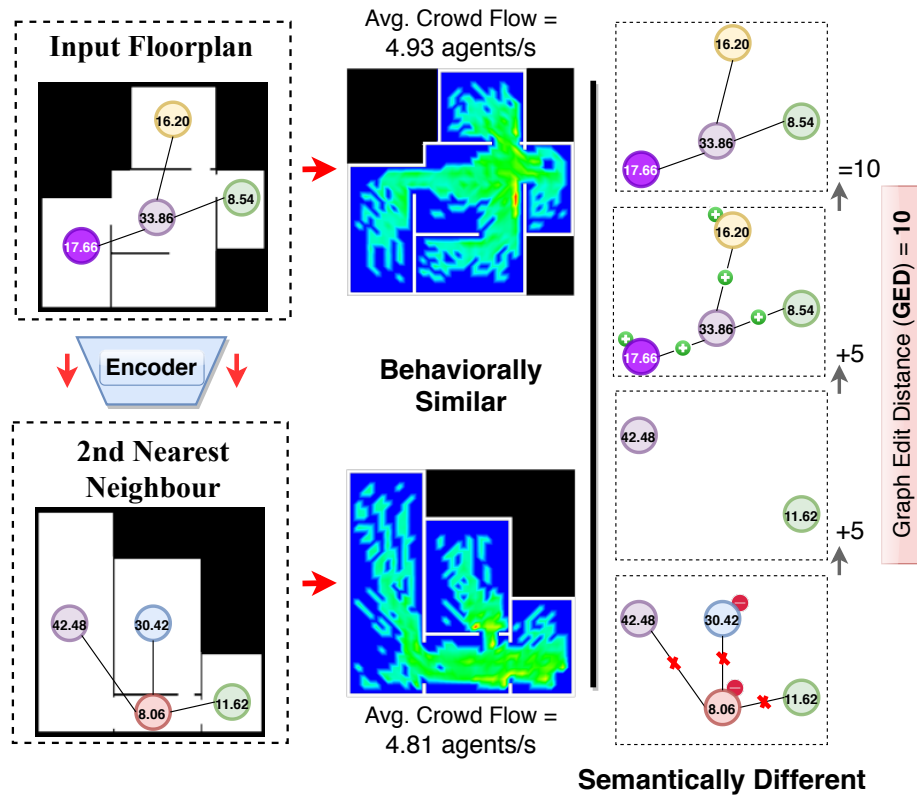 Input Floorplan
16.20
8.54
33.86
17.66
Encoder
2nd Nearest
Neighbour
42.48
30.42
11.62
8.06
Avg. Crowd Flow =
4.93 agents/s
Behaviorally
Similar
Avg. Crowd Flow =
4.81 agents/s
16.20
8.54
33.86
17.66
=10
16.20
8.54
33.86
17.66
+5
42.48
11.62
+5
42.48
30.42
11.62
8.06
Semantically Different
Graph Edit Distance (GED) = 10